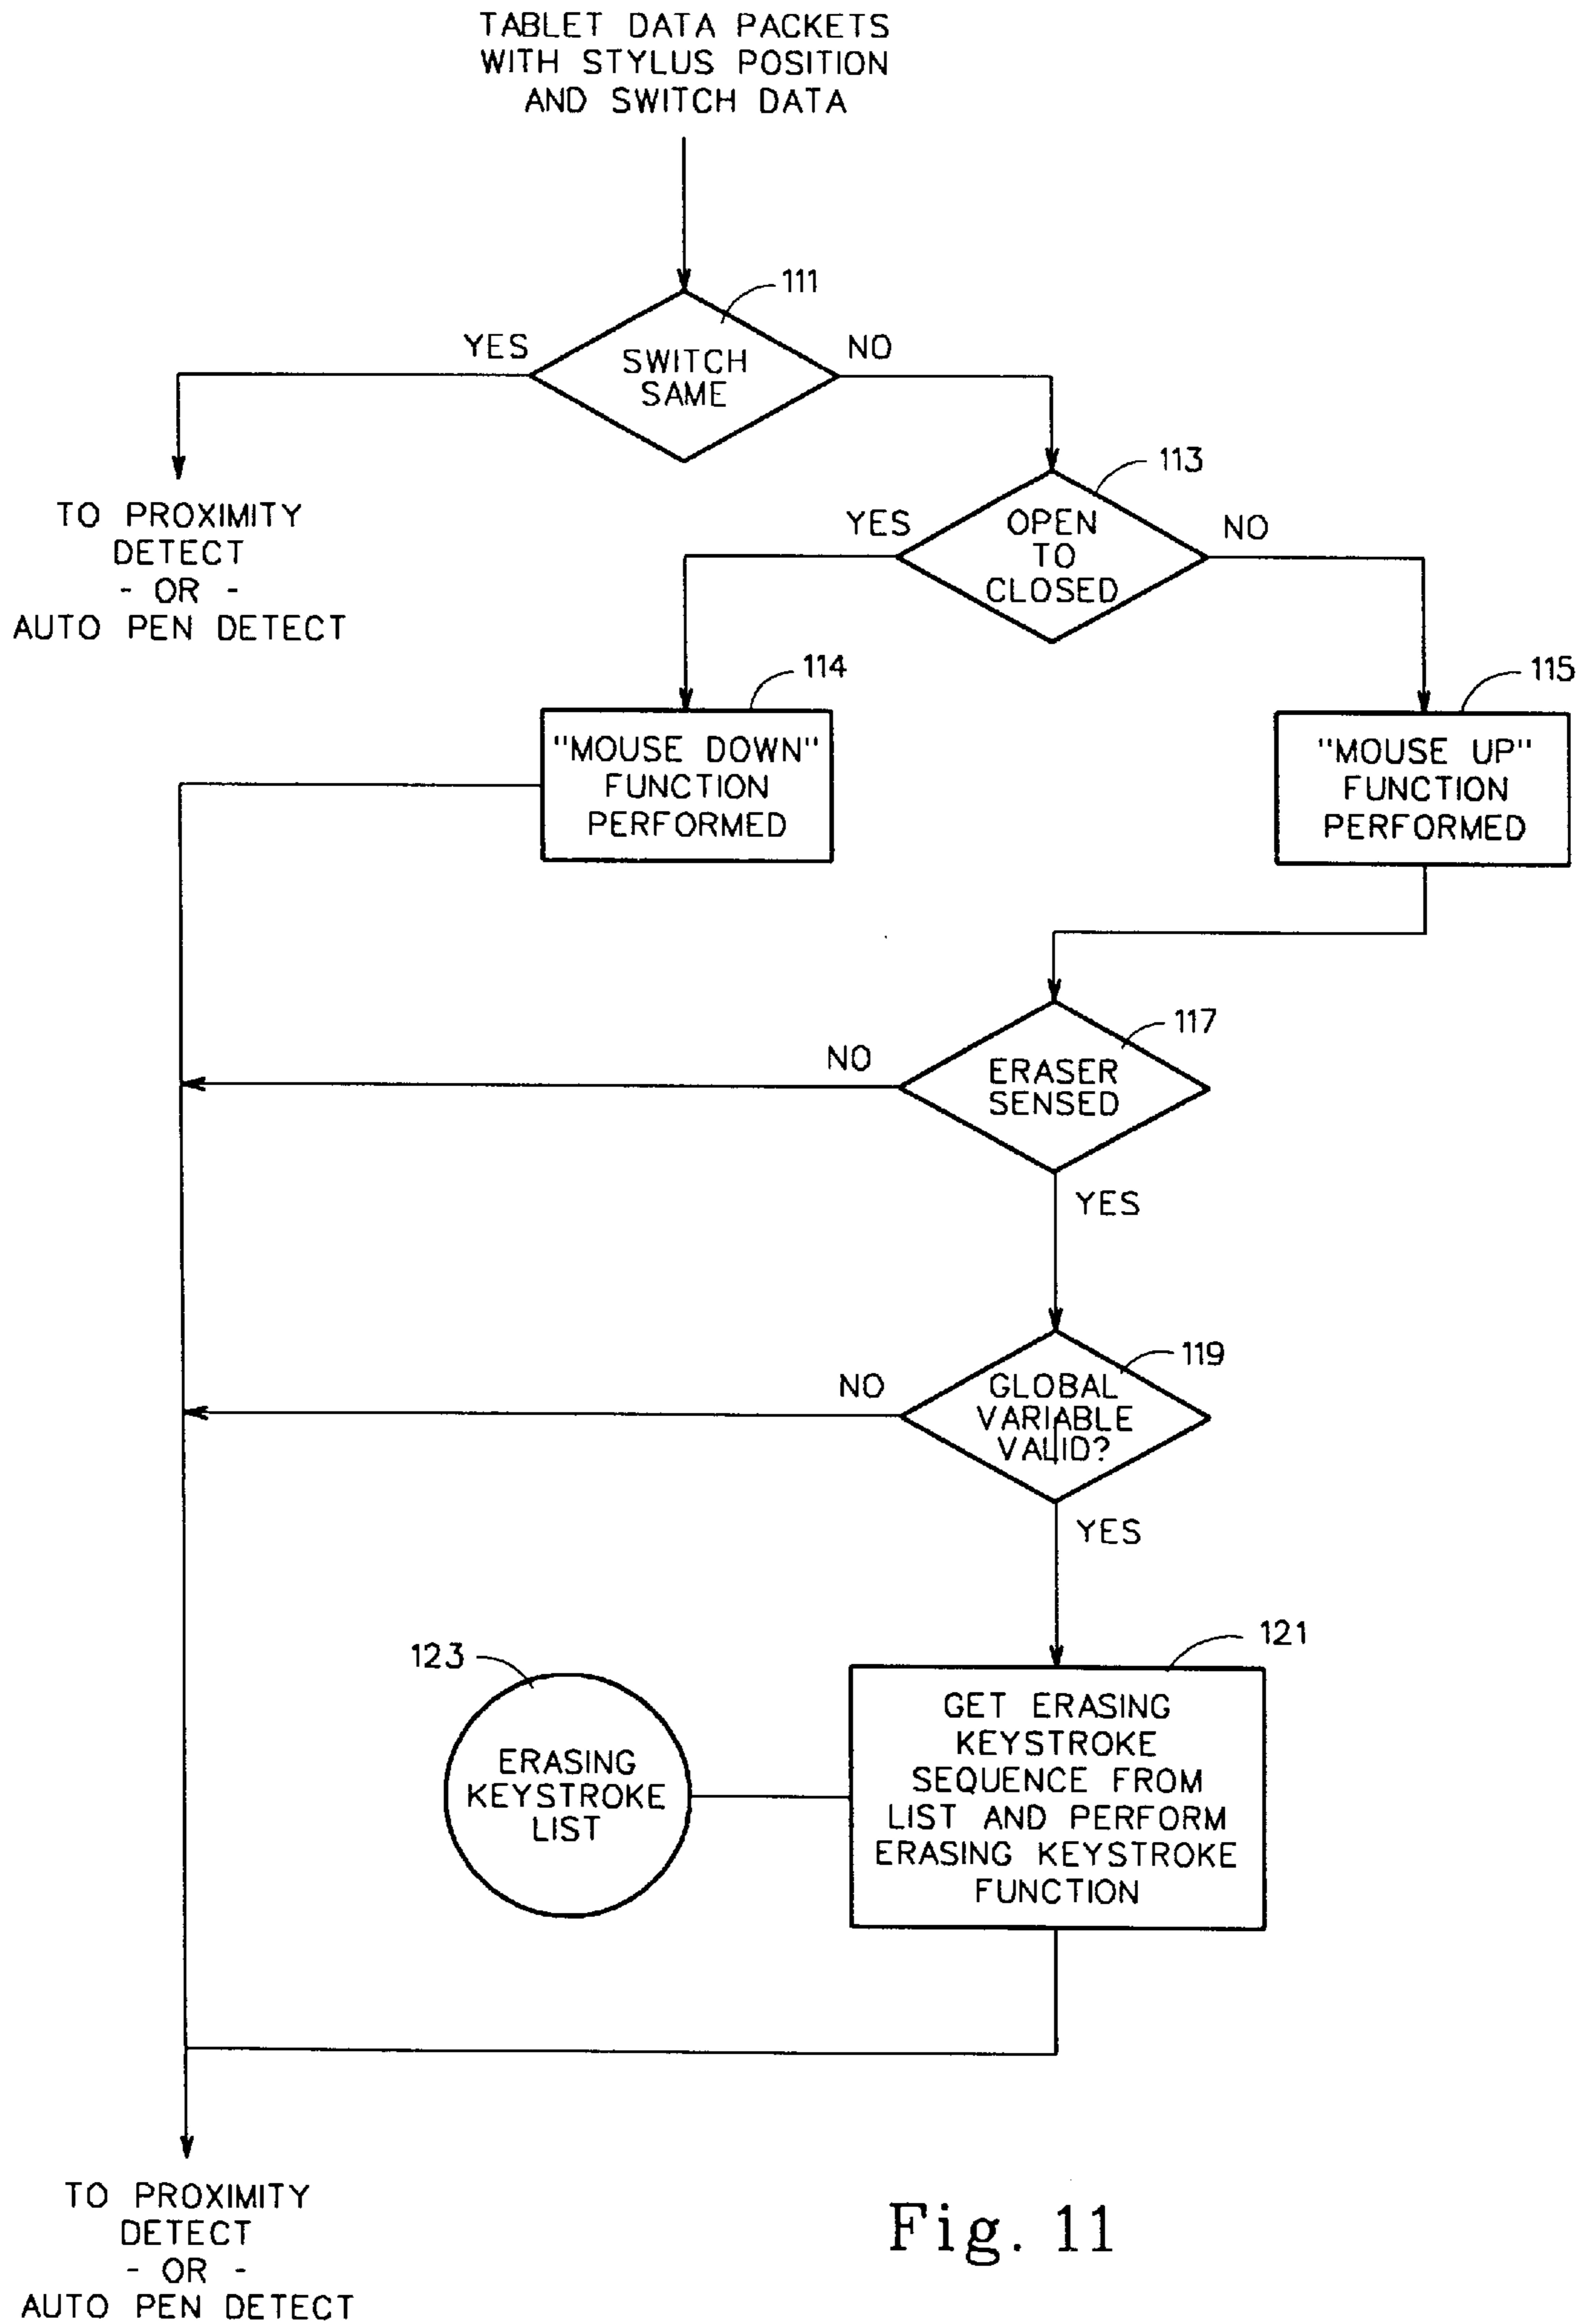 TABLET DATA PACKETS
WITH STYLUS POSITION
AND SWITCH DATA
111
YES
SWITCH
SAME
NO
TO PROXIMITY
DETECT
- OR -
AUTO PEN DETECT
113
YES
OPEN
TO
CLOSED
NO
114
"MOUSE DOWN"
FUNCTION
PERFORMED
115
"MOUSE UP"
FUNCTION
PERFORMED
117
NO
ERASER
SENSED
YES
119
NO
GLOBAL
VARIABLE
VALID?
YES
123
ERASING
KEYSTROKE
LIST
121
GET ERASING
KEYSTROKE
SEQUENCE FROM
LIST AND PERFORM
ERASING KEYSTROKE
FUNCTION
TO PROXIMITY
DETECT
- OR -
AUTO PEN DETECT
Fig. 11